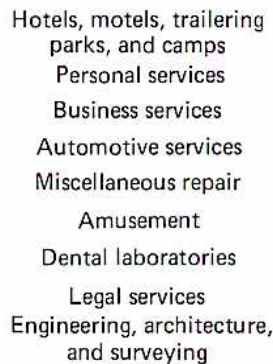 Hotels, motels, trailering
parks, and camps
Personal services
Business services
Automotive services
Miscellaneous repair
Amusement
Dental laboratories
Legal services
Engineering, architecture,
and surveying